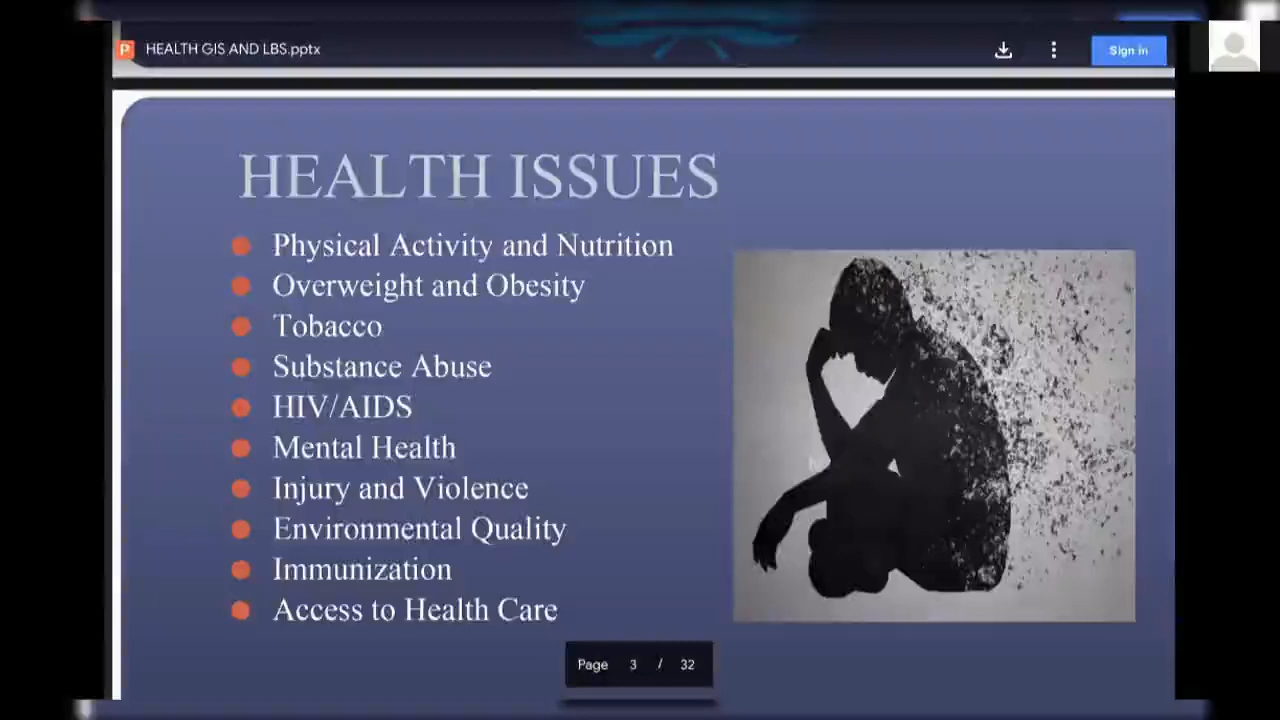 P
HEALTH GIS AND LBS.pptx
Sign in
HEALTH ISSUES
Physical Activity and Nutrition
Overweight and Obesity
Tobacco
Substance Abuse
HIV/AIDS
Mental Health
Injury and Violence
Environmental Quality
Immunization
Access to Health Care
Page 3 / 32